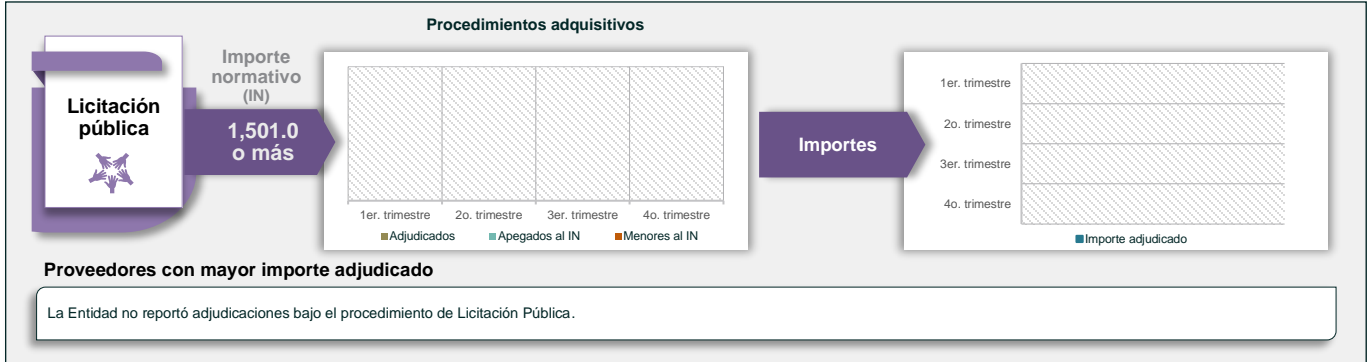 Procedimientos adquisitivos
Licitación
pública
Importe
normativo
(IN)
1,501.0
o más
1er. trimestre 2o. trimestre 3er. trimestre 4o. trimestre
Adjudicados Apegados al IN Menores al IN
Importes
1er. trimestre
2o. trimestre
3er. trimestre
4o. trimestre
Importe adjudicado
Proveedores con mayor importe adjudicado
La Entidad no reportó adjudicaciones bajo el procedimiento de Licitación Pública.